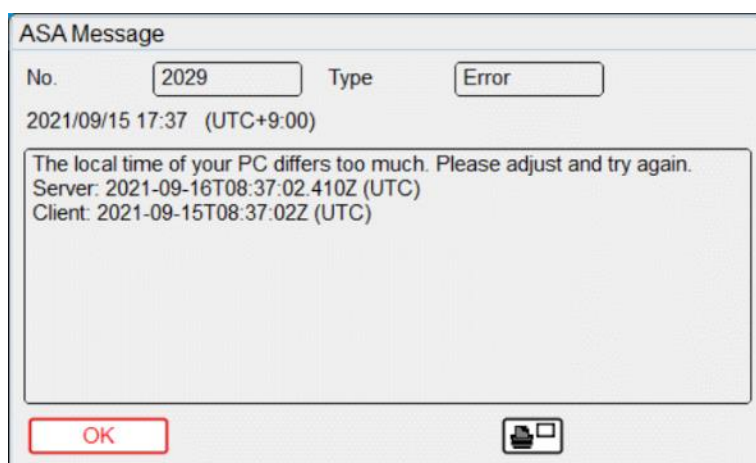 ASA Message
No. 2029 Type Error
2021/09/15 17:37 (UTC+9:00)
The local time of your PC differs too much. Please adjust and try again.
Server: 2021-09-16T08:37:02.410Z (UTC)
Client: 2021-09-15T08:37:02Z (UTC)
OK